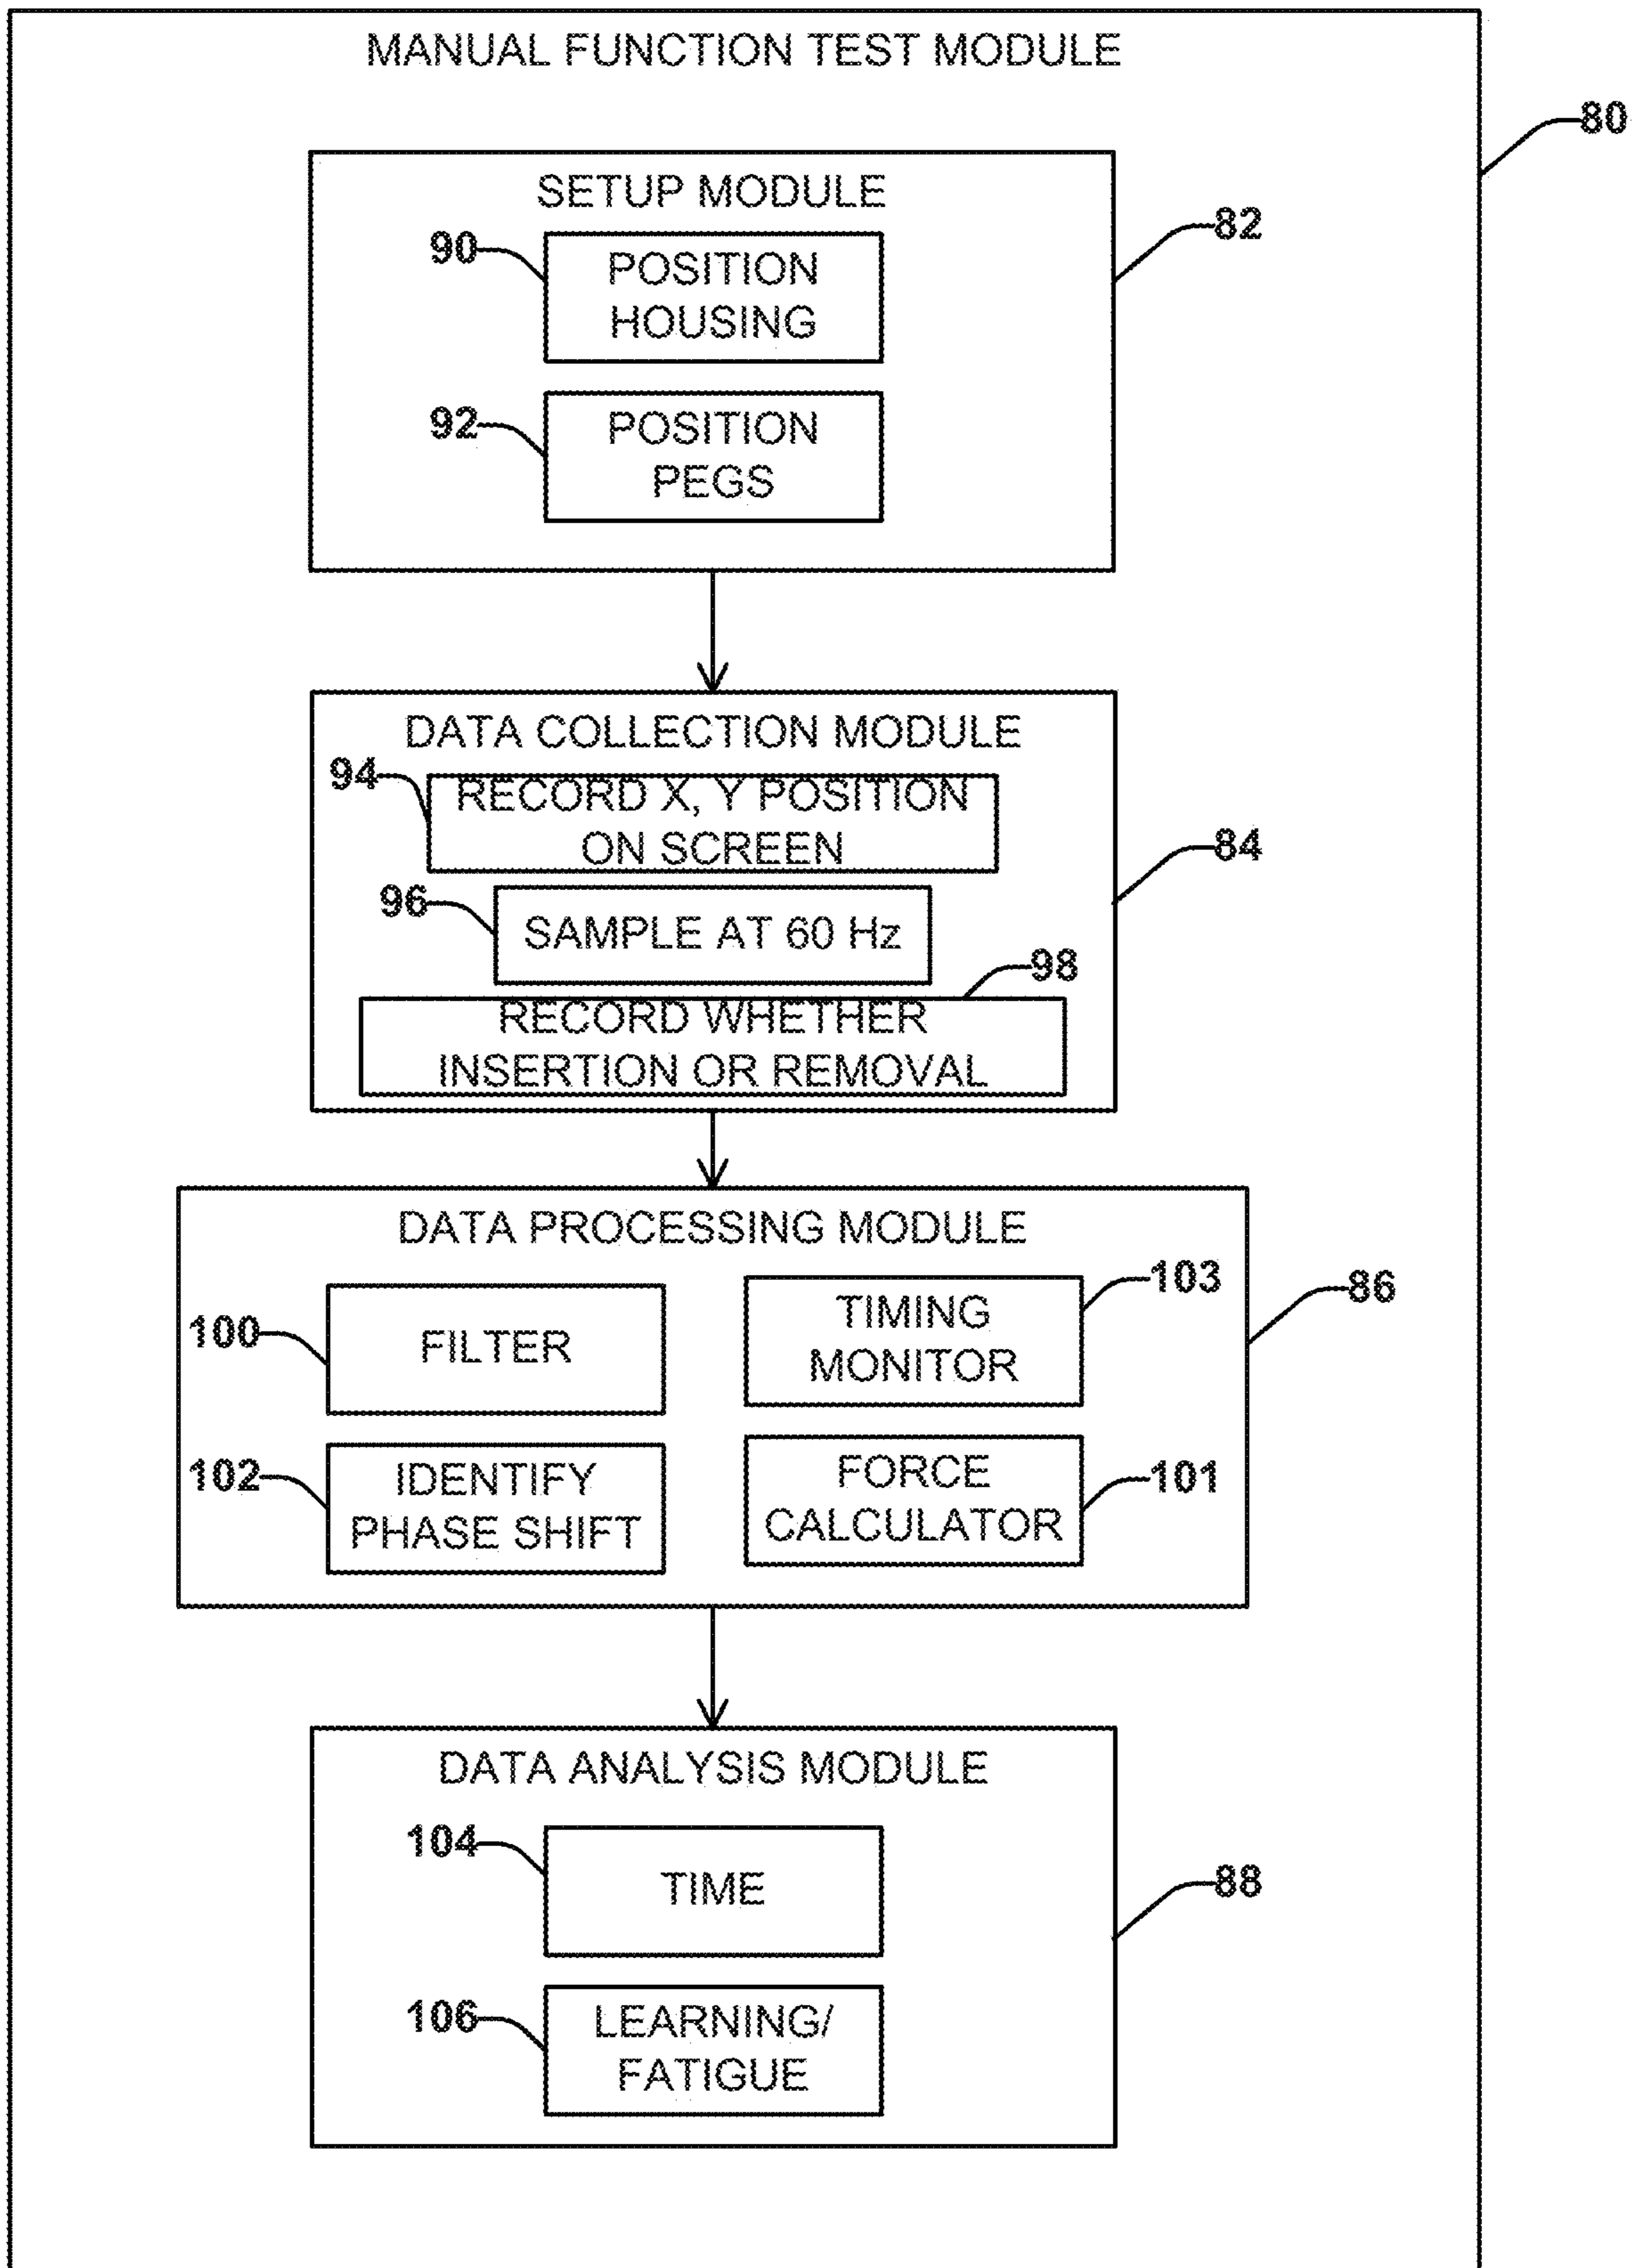 MANUAL FUNCTION TEST MODULE
80
SETUP MODULE
82
90
POSITION
HOUSING
92
POSITION
PEGS
DATA COLLECTION MODULE
94
RECORD X, Y POSITION
ON SCREEN
84
96
SAMPLE AT 60 Hz
98
RECORD WHETHER
INSERTION OR REMOVAL
DATA PROCESSING MODULE
86
100
FILTER
103
TIMING
MONITOR
102
IDENTIFY
PHASE SHIFT
101
FORCE
CALCULATOR
DATA ANALYSIS MODULE
104
TIME
88
106
LEARNING/
FATIGUE